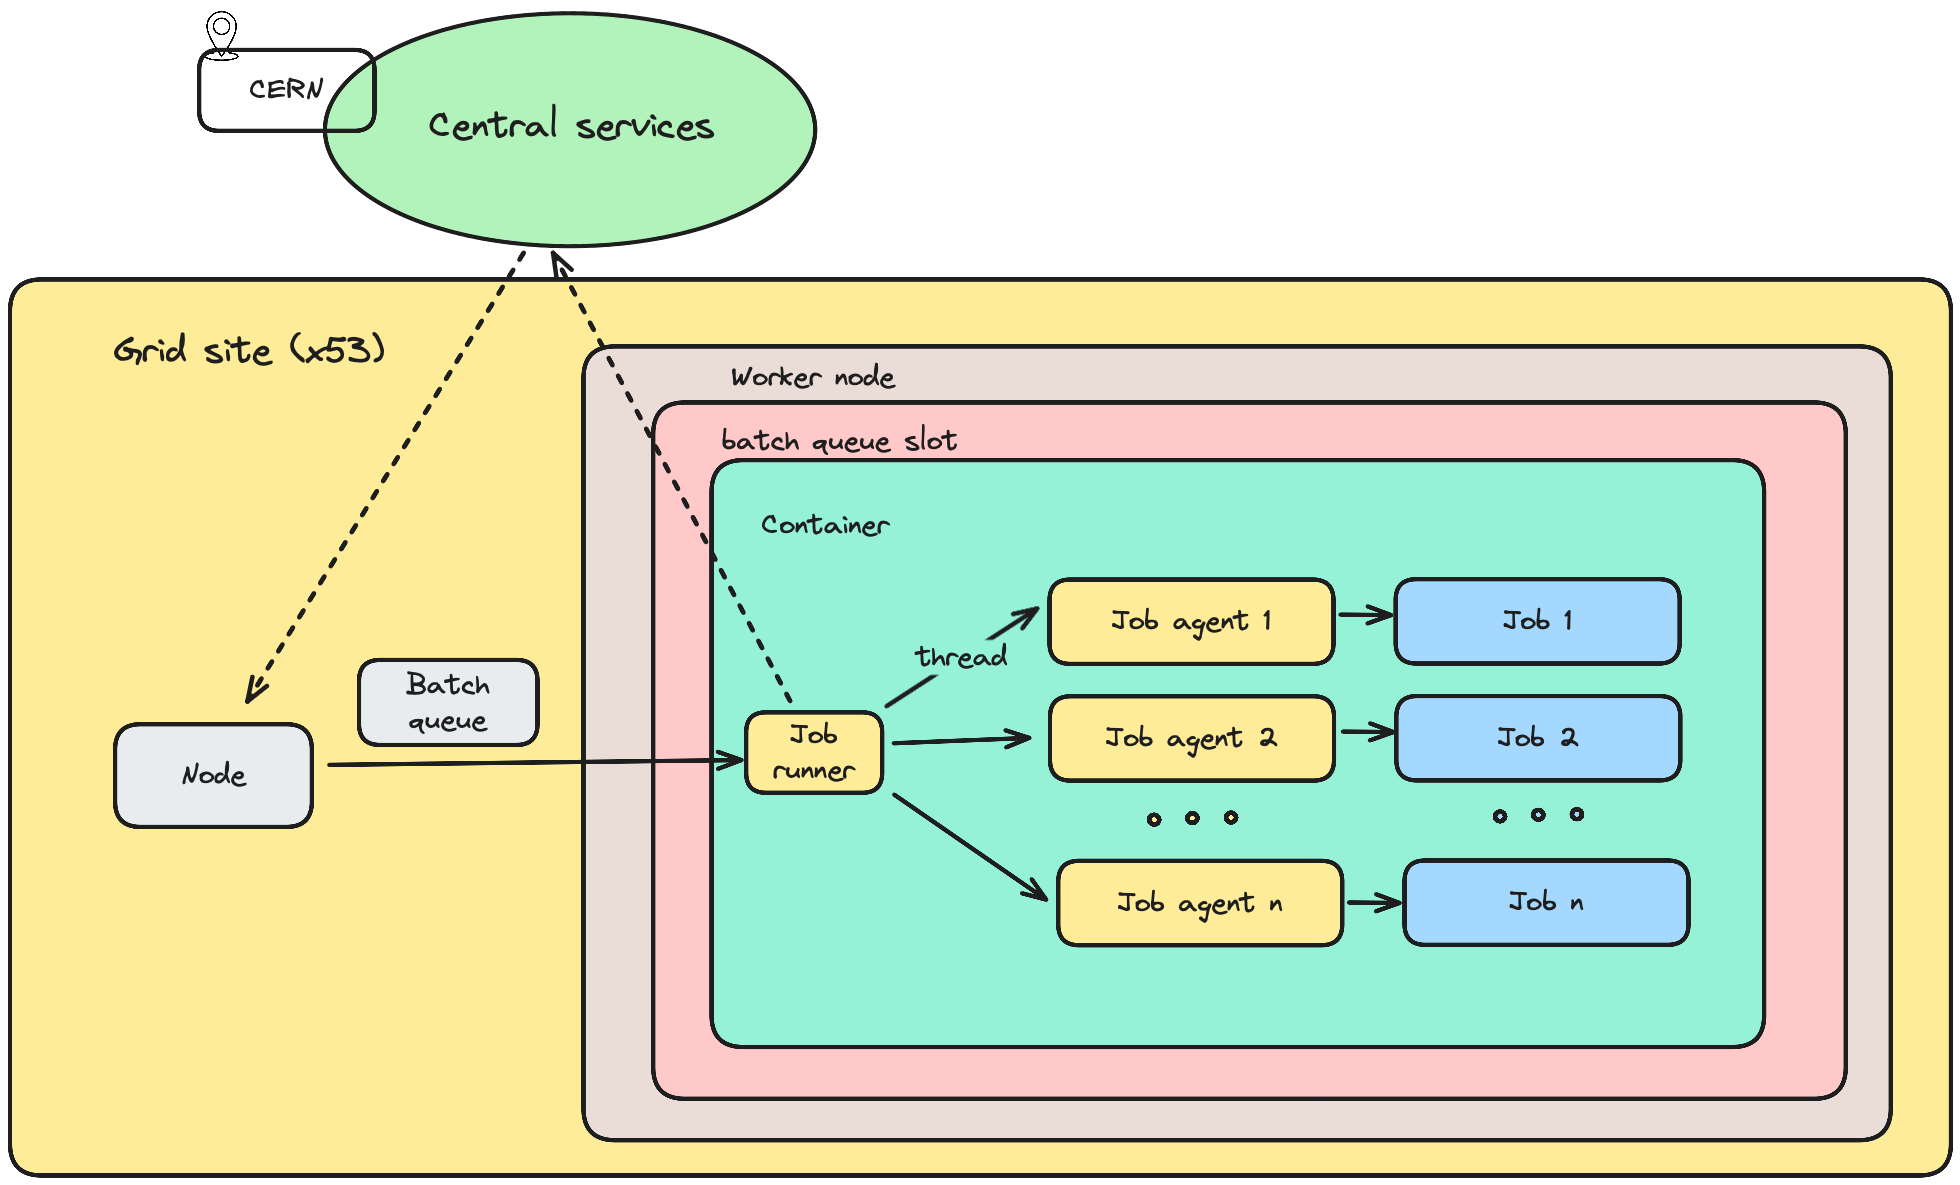 CERN
Central services
Grid site (x53)
Worker node
batch queue slot
Container
Job agent 1
Job 1
thread
Batch
queue
Node
Job
runner
Job agent 2
Job 2
Job agent n
Job n